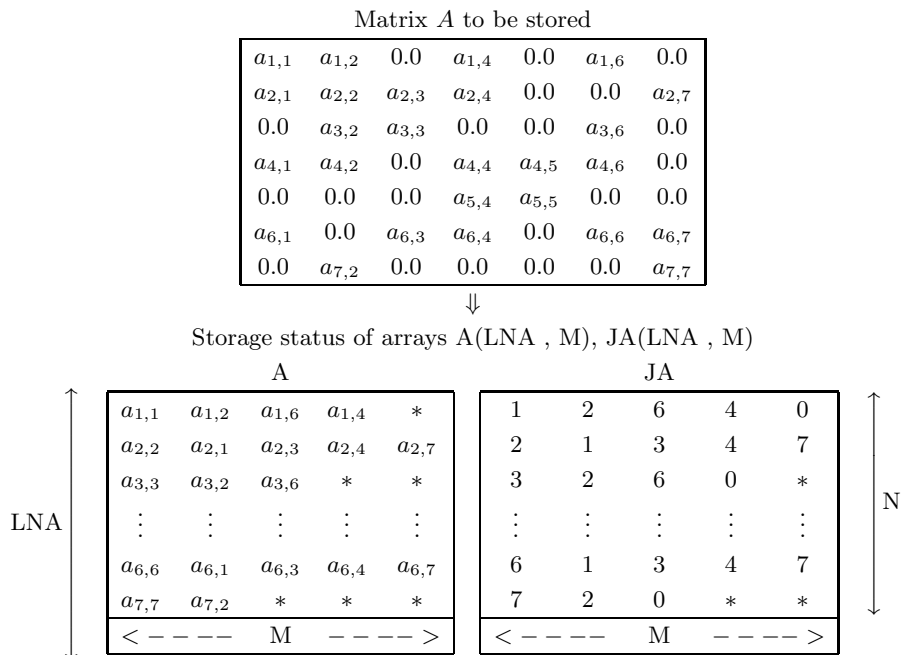 Matrix A to be stored
a1,1 a1,2 0.0 a1,4 0.0 a1,6 0.0
a2,1 a2,2 a2,3 a2,4 0.0 0.0 a2,7
0.0 a3,2 a3,3 0.0 0.0 a3,6 0.0
a4,1 a4,2 0.0 a4,4 a4,5 a4,6 0.0
0.0 0.0 0.0 a5,4 a5,5 0.0 0.0
a6,1 0.0 a6,3 a6,4 0.0 a6,6 a6,7
0.0 a7,2 0.0 0.0 0.0 0.0 a7,7
⇓
Storage status of arrays A(LNA , M), JA(LNA , M)
A JA
a1,1 a1,2 a1,6 a1,4 * 1 2 6 4 0
a2,2 a2,1 a2,3 a2,4 a2,7 2 1 3 4 7
a3,3 a3,2 a3,6 * * 3 2 6 0 *
LNA ⋮ ⋮ ⋮ ⋮ ⋮ ⋮ ⋮ ⋮ ⋮ ⋮ N
a6,6 a6,1 a6,3 a6,4 a6,7 6 1 3 4 7
a7,7 a7,2 * * * 7 2 0 * *
< − − − − M − − − − > < − − − − M − − − − >